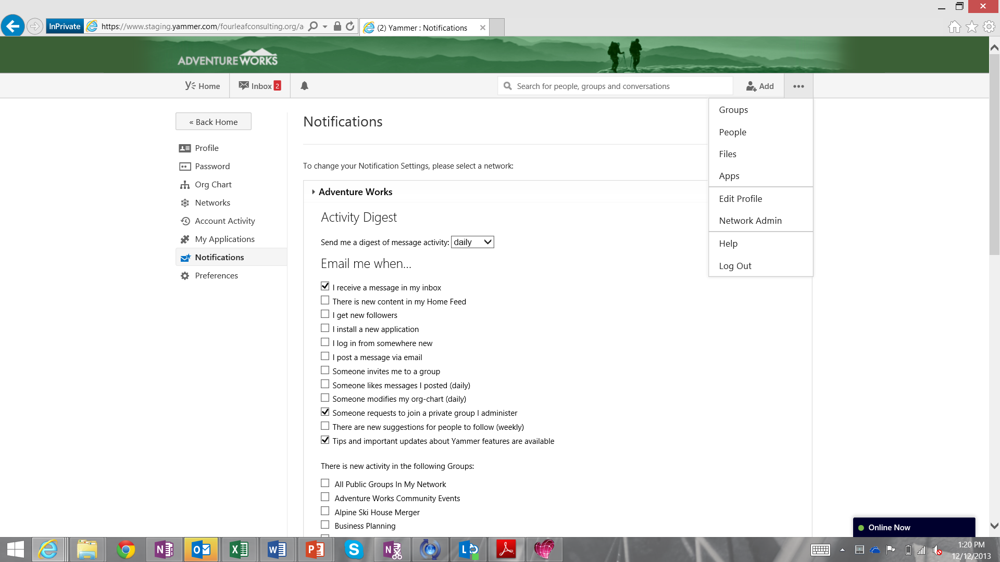 InPrivate
https://www.staging.yammer.com/fourleafconsulting.org/a
(2) Yammer : Notifications
ADVENTUREWORKS
Home
Inbox 2
Search for people, groups and conversations
Add
Groups
People
Files
Apps
Edit Profile
Network Admin
Help
Log Out
« Back Home
Profile
Password
Org Chart
Networks
Account Activity
My Applications
Notifications
Preferences
Notifications
To change your Notification Settings, please select a network:
Adventure Works
Activity Digest
Send me a digest of message activity: daily
Email me when...
I receive a message in my inbox
There is new content in my Home Feed
I get new followers
I install a new application
I log in from somewhere new
I post a message via email
Someone invites me to a group
Someone likes messages I posted (daily)
Someone modifies my org-chart (daily)
Someone requests to join a private group I administer
There are new suggestions for people to follow (weekly)
Tips and important updates about Yammer features are available
There is new activity in the following Groups:
All Public Groups In My Network
Adventure Works Community Events
Alpine Ski House Merger
Business Planning
Online Now
1:20 PM
12/12/2013